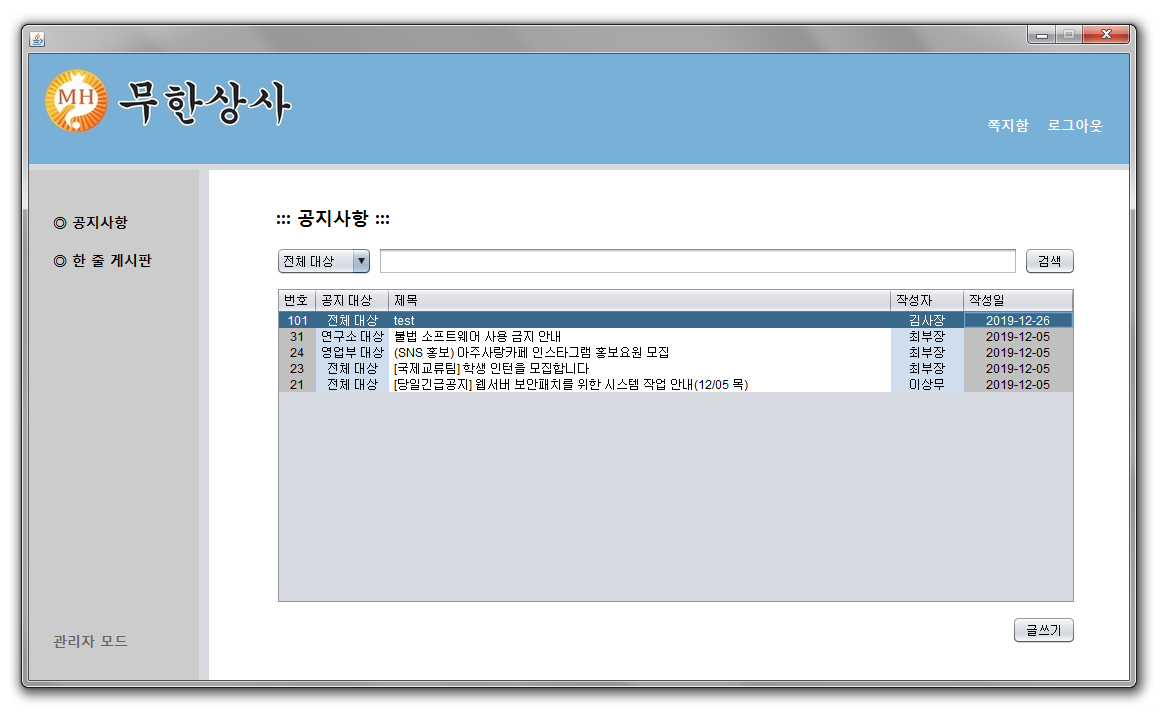 MH 무한상사
쪽지함 로그아웃
◎ 공지사항
◎ 한 줄 게시판
관리자 모드
::: 공지사항 :::
전체 대상 검색
번호 공지 대상 제목 작성자 작성일
101 전체 대상 test 김사장 2019-12-26
31 연구소 대상 불법 소프트웨어 사용 금지 안내 최부장 2019-12-05
24 영업부 대상 (SNS 홍보) 아주사랑카페 인스타그램 홍보요원 모집 최부장 2019-12-05
23 전체 대상 [국제교류팀] 학생 인턴을 모집합니다 최부장 2019-12-05
21 전체 대상 [당일긴급공지] 웹서버 보안패치를 위한 시스템 작업 안내(12/05 목) 이상무 2019-12-05
글쓰기